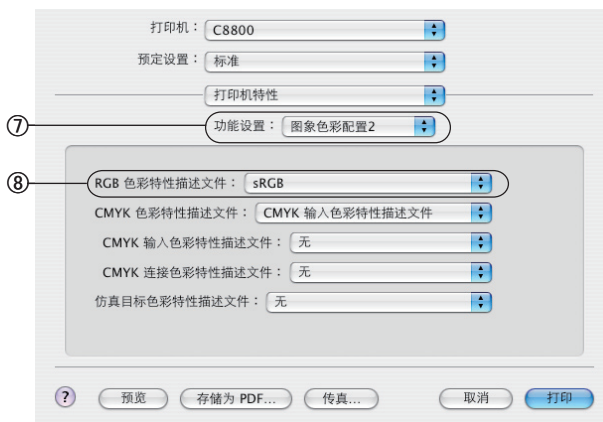 打印机： C8800
预定设置： 标准
打印机特性
⑦ 功能设置： 图象色彩配置2
⑧ RGB 色彩特性描述文件： sRGB
CMYK 色彩特性描述文件： CMYK 输入色彩特性描述文件
CMYK 输入色彩特性描述文件： 无
CMYK 连接色彩特性描述文件： 无
仿真目标色彩特性描述文件： 无
? 预览 存储为 PDF... 传真... 取消 打印